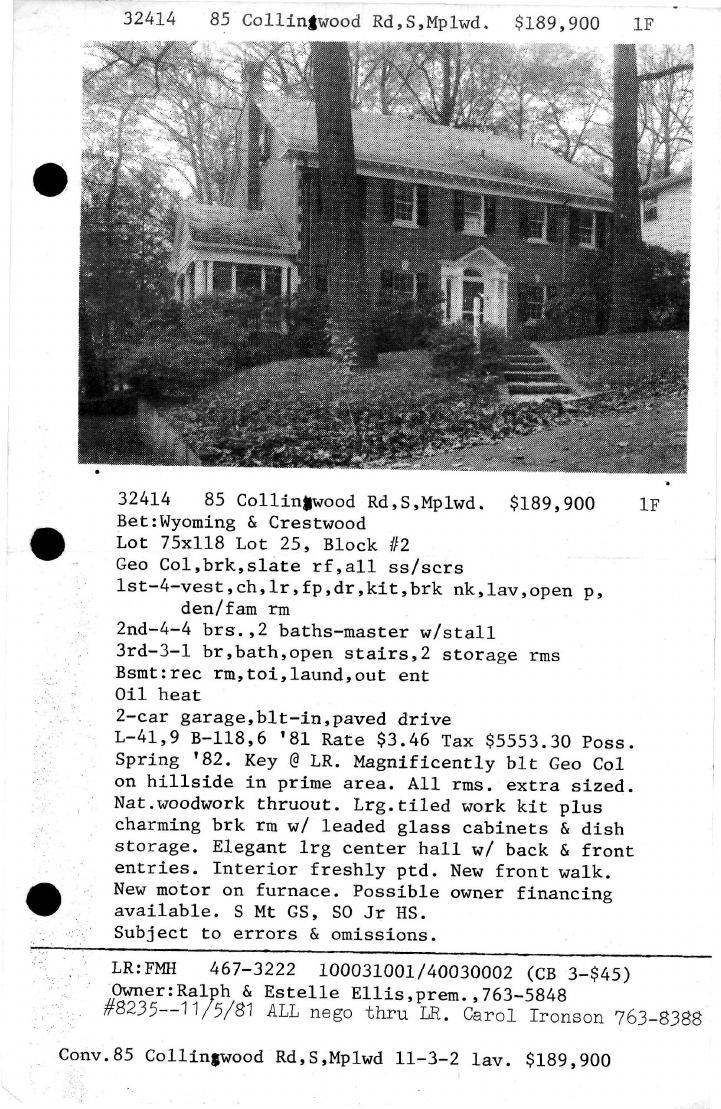 32414 85 Collingwood Rd,S,Mplwd. $189,900 1F
32414 85 Collingwood Rd,S,Mplwd. $189,900 1F
Bet:Wyoming & Crestwood
Lot 75x118 Lot 25, Block #2
Geo Col,brk,slate rf,all ss/scrs
1st-4-vest,ch,lr,fp,dr,kit,brk nk,lav,open p,
den/fam rm
2nd-4-4 brs.,2 baths-master w/stall
3rd-3-1 br,bath,open stairs,2 storage rms
Bsmt:rec rm,toi,laund,out ent
Oil heat
2-car garage,blt-in,paved drive
L-41,9 B-118,6 '81 Rate $3.46 Tax $5553.30 Poss.
Spring '82. Key @ LR. Magnificently blt Geo Col
on hillside in prime area. All rms. extra sized.
Nat.woodwork thruout. Lrg.tiled work kit plus
charming brk rm w/ leaded glass cabinets & dish
storage. Elegant lrg center hall w/ back & front
entries. Interior freshly ptd. New front walk.
New motor on furnace. Possible owner financing
available. S Mt GS, SO Jr HS.
Subject to errors & omissions.
LR:FMH 467-3222 100031001/40030002 (CB 3-$45)
Owner:Ralph & Estelle Ellis,prem.,763-5848
#8235--11/5/81 ALL nego thru LR. Carol Ironson 763-8388
Conv.85 Collingwood Rd,S,Mplwd 11-3-2 lav. $189,900